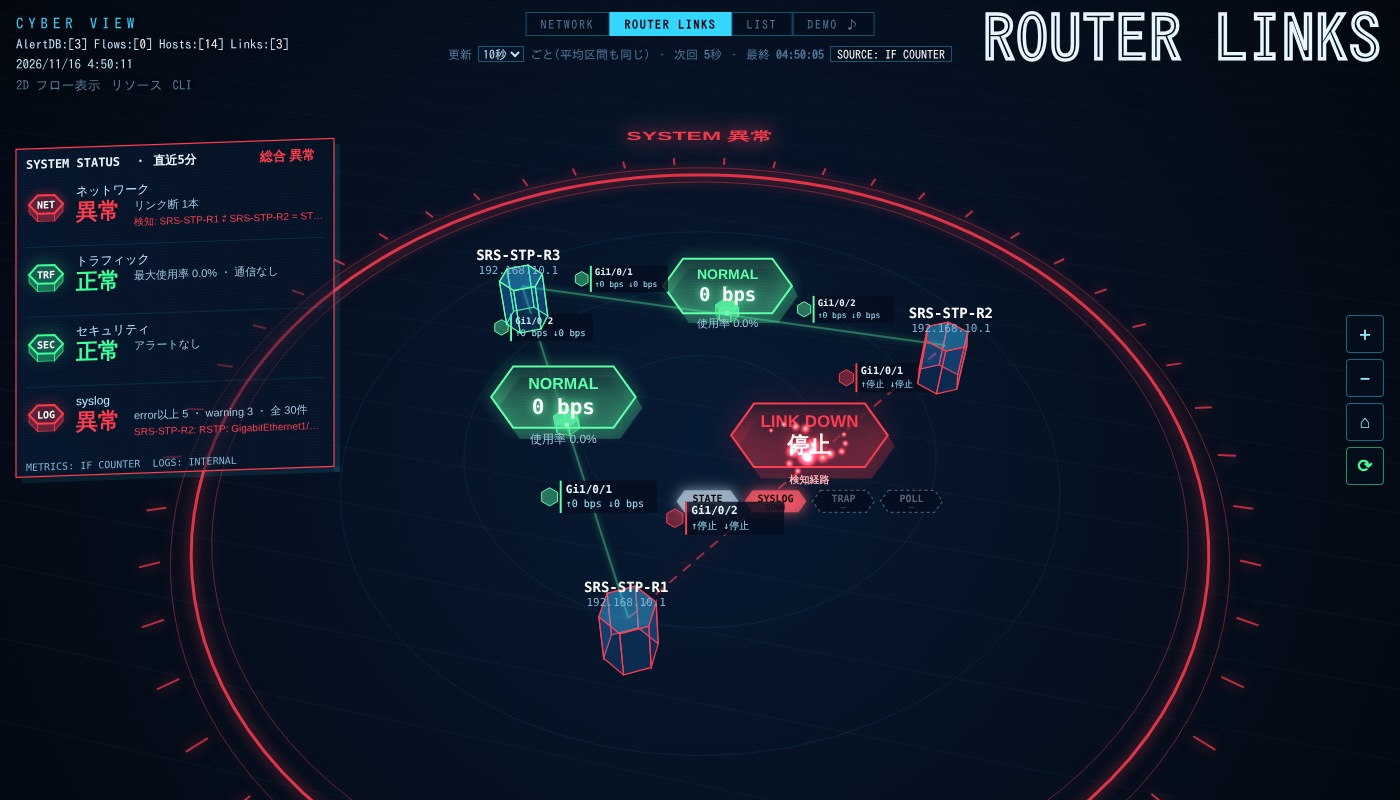 CYBER VIEW
AlertDB:[3] Flows:[0] Hosts:[14] Links:[3]
2026/11/16 4:50:11
2D フロー表示 リソース CLI
NETWORK ROUTER LINKS LIST DEMO ♪
更新 10秒 ごと(平均区間も同じ) · 次回 5秒 · 最終 04:50:05 SOURCE: IF COUNTER
ROUTER LINKS
SYSTEM 異常
SYSTEM STATUS ・ 直近5分 総合 異常
NET
ネットワーク
異常
リンク断 1本
検知: SRS-STP-R1 ⇄ SRS-STP-R2 = ST…
TRF
トラフィック
正常
最大使用率 0.0% ・ 通信なし
SEC
セキュリティ
正常
アラートなし
LOG
syslog
異常
error以上 5 ・ warning 3 ・ 全 30件
SRS-STP-R2: RSTP: GigabitEthernet1/…
METRICS: IF COUNTER LOGS: INTERNAL
SRS-STP-R3
192.168.10.1
Gi1/0/1
↑0 bps ↓0 bps
NORMAL
0 bps
使用率 0.0%
Gi1/0/2
↑0 bps ↓0 bps
SRS-STP-R2
192.168.10.1
Gi1/0/2
↑0 bps ↓0 bps
Gi1/0/1
↑停止 ↓停止
NORMAL
0 bps
使用率 0.0%
LINK DOWN
停止
検知経路
STATE SYSLOG TRAP POLL
– –
Gi1/0/1
↑0 bps ↓0 bps
Gi1/0/2
↑停止 ↓停止
SRS-STP-R1
192.168.10.1
+
−
⌂
⟳